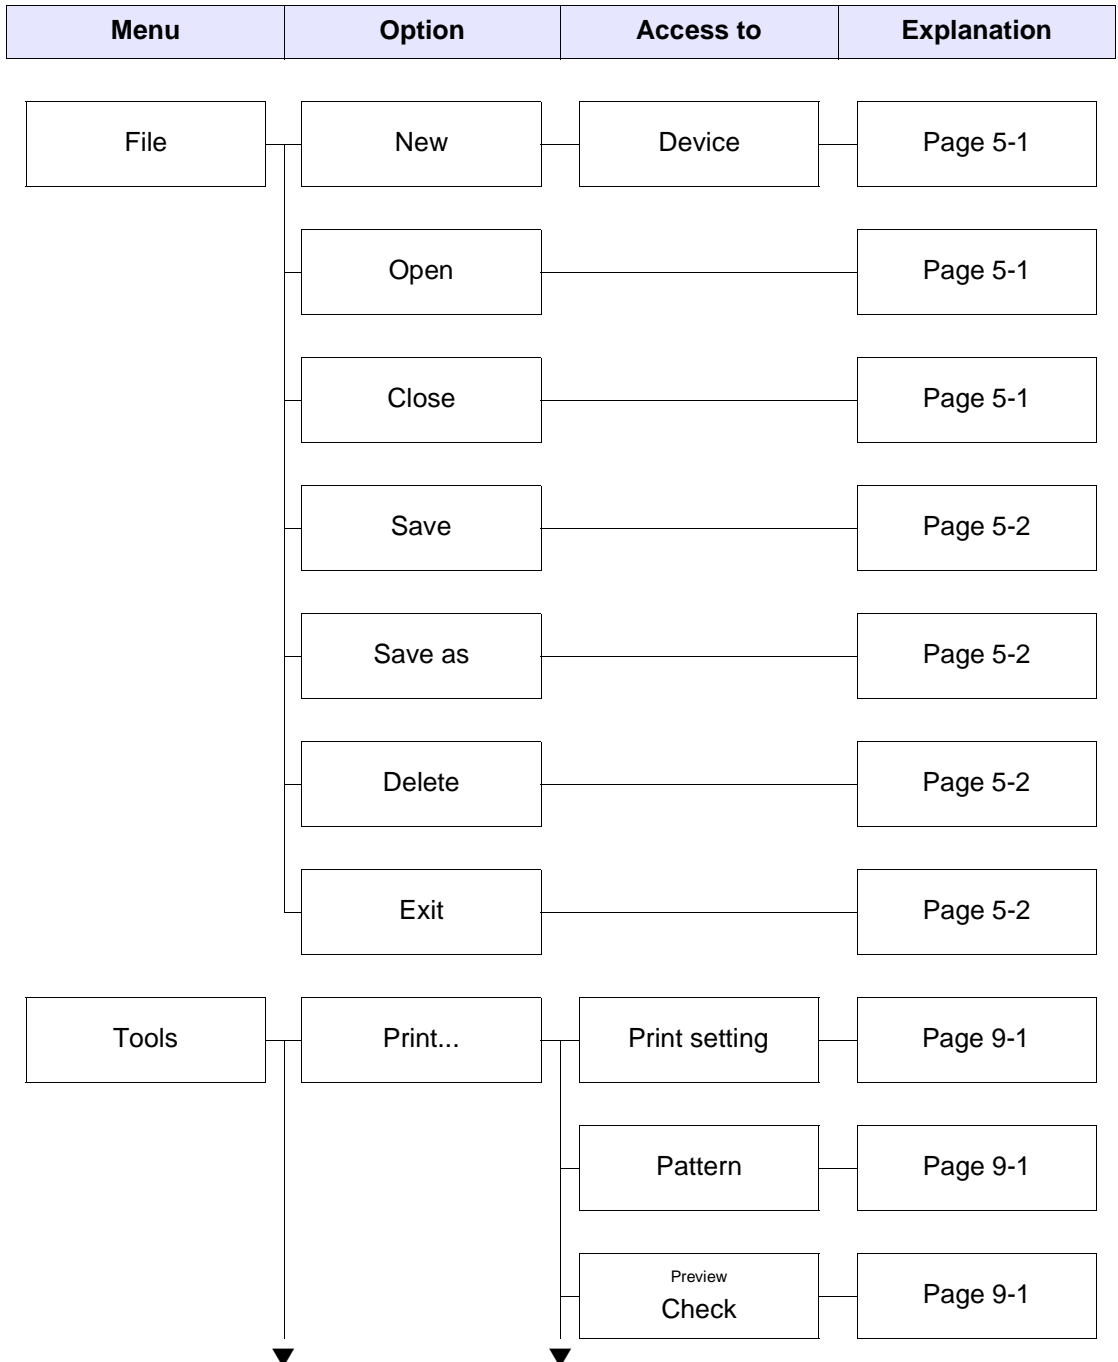 Menu Option Access to Explanation
File New Device Page 5-1
Open Page 5-1
Close Page 5-1
Save Page 5-2
Save as Page 5-2
Delete Page 5-2
Exit Page 5-2
Tools Print... Print setting Page 9-1
Pattern Page 9-1
Preview
Check Page 9-1